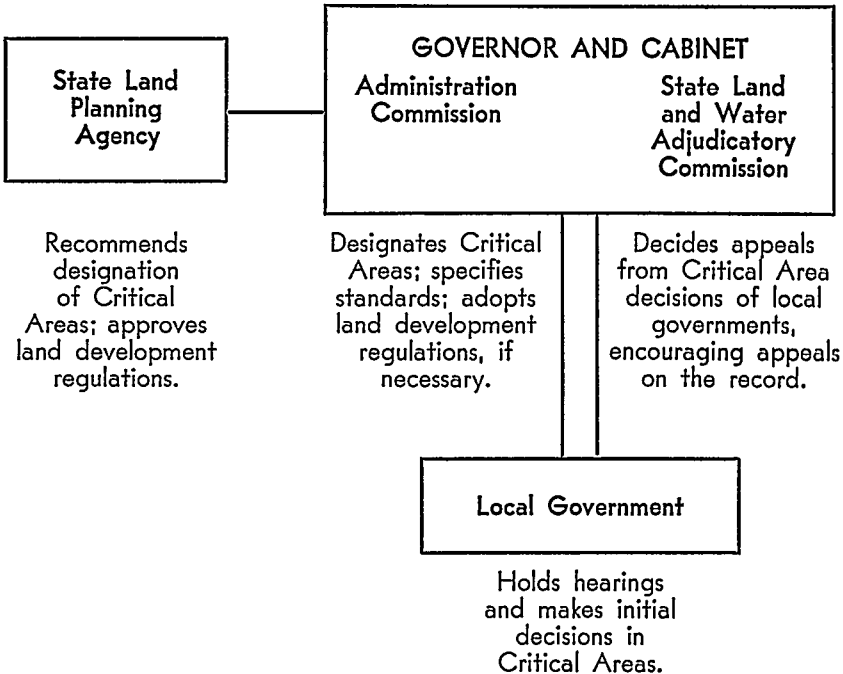 State Land
Planning
Agency
GOVERNOR AND CABINET
Administration
Commission
State Land
and Water
Adjudicatory
Commission
Recommends
designation
of Critical
Areas; approves
land development
regulations.
Designates Critical
Areas; specifies
standards; adopts
land development
regulations, if
necessary.
Decides appeals
from Critical Area
decisions of local
governments,
encouraging appeals
on the record.
Local Government
Holds hearings
and makes initial
decisions in
Critical Areas.